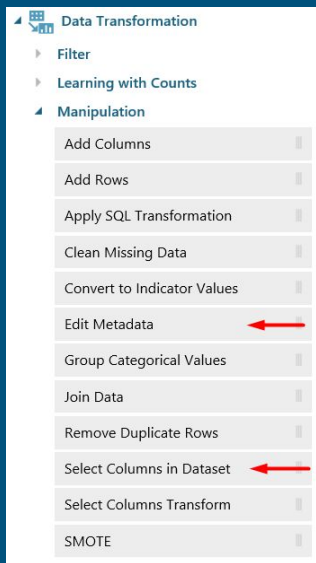 Data Transformation
Filter
Learning with Counts
Manipulation
Add Columns
Add Rows
Apply SQL Transformation
Clean Missing Data
Convert to Indicator Values
Edit Metadata
Group Categorical Values
Join Data
Remove Duplicate Rows
Select Columns in Dataset
Select Columns Transform
SMOTE